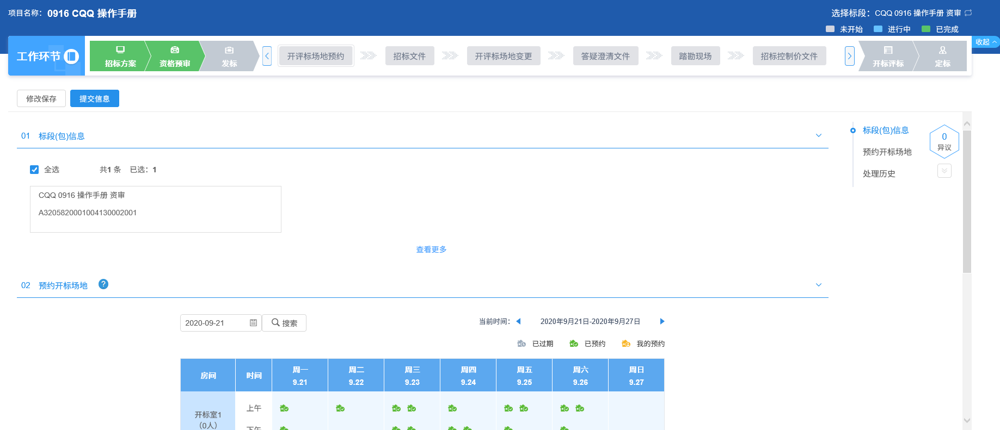 项目名称：0916 CQQ 操作手册
选择标段：CQQ 0916 操作手册 资审
未开始 进行中 已完成
收起
工作环节
招标方案
资格预审
发标
开评标场地预约
招标文件
开评标场地变更
答疑澄清文件
踏勘现场
招标控制价文件
开标评标
定标
修改保存 提交信息
01 标段(包)信息
全选 共1 条 已选：1
CQQ 0916 操作手册 资审
A3205820001004130002001
查看更多
标段(包)信息
预约开标场地
处理历史
0
异议
02 预约开标场地 ?
2020-09-21 搜索
当前时间： 2020年9月21日-2020年9月27日
已过期 已预约 我的预约
房间 时间 周一 周二 周三 周四 周五 周六 周日
9.21 9.22 9.23 9.24 9.25 9.26 9.27
上午
开标室1
（0人）
下午